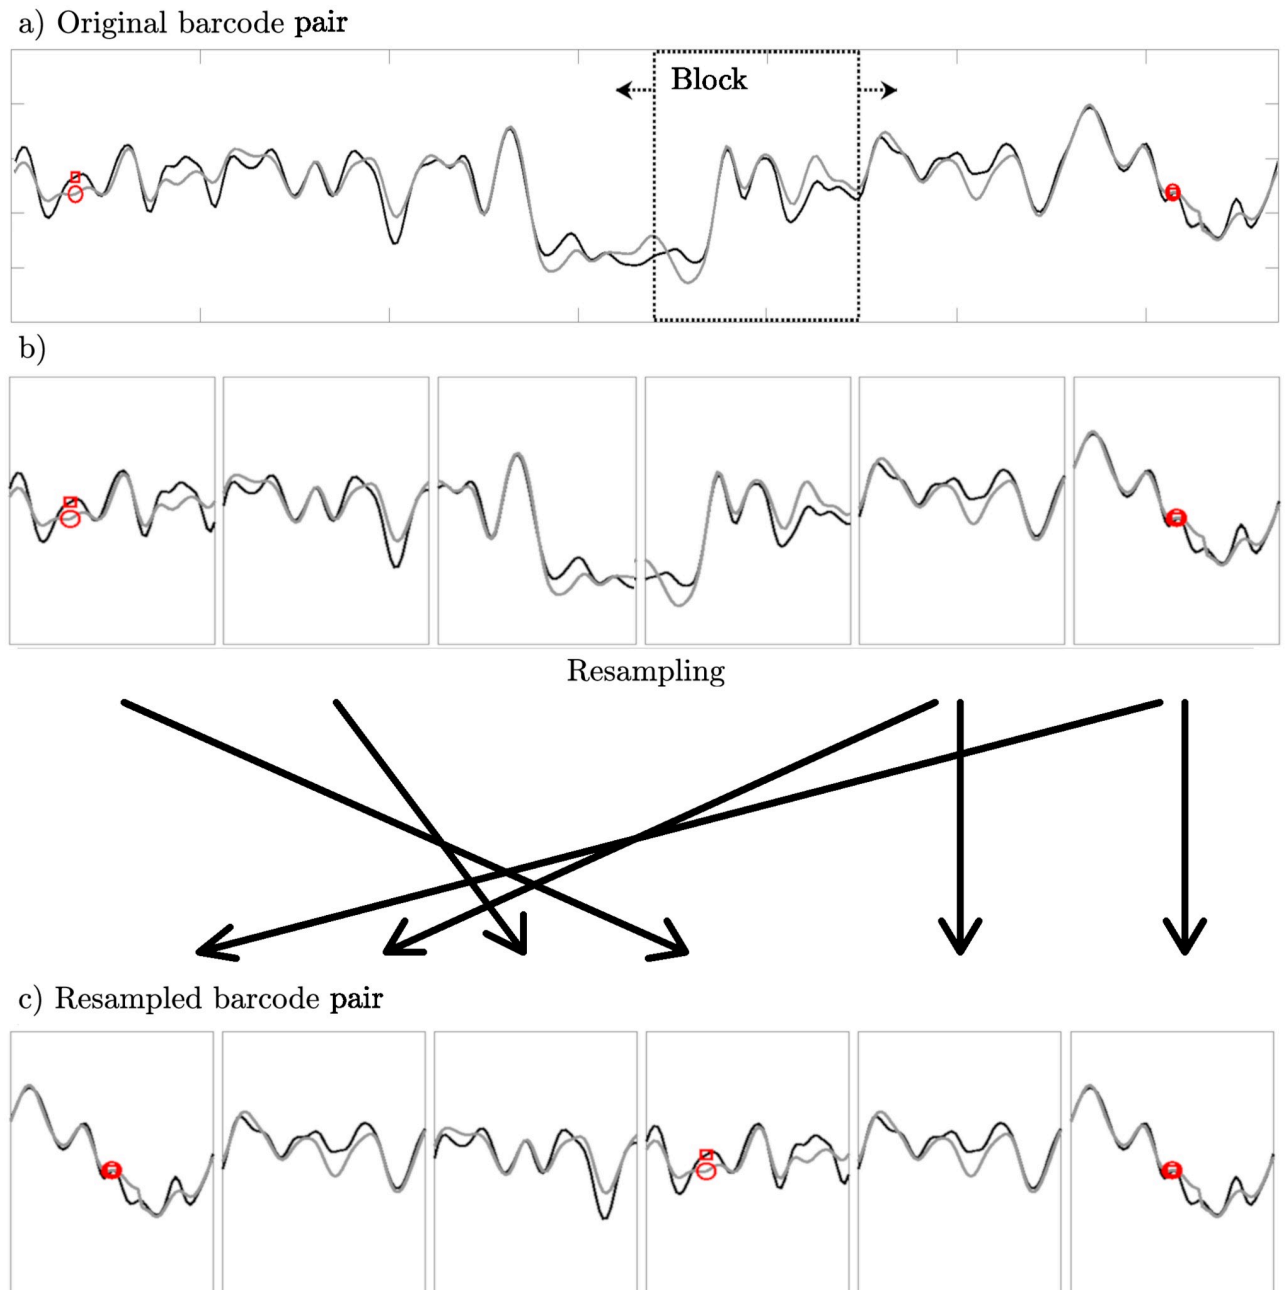 a) Original barcode pair
Block
b)
Resampling
c) Resampled barcode pair